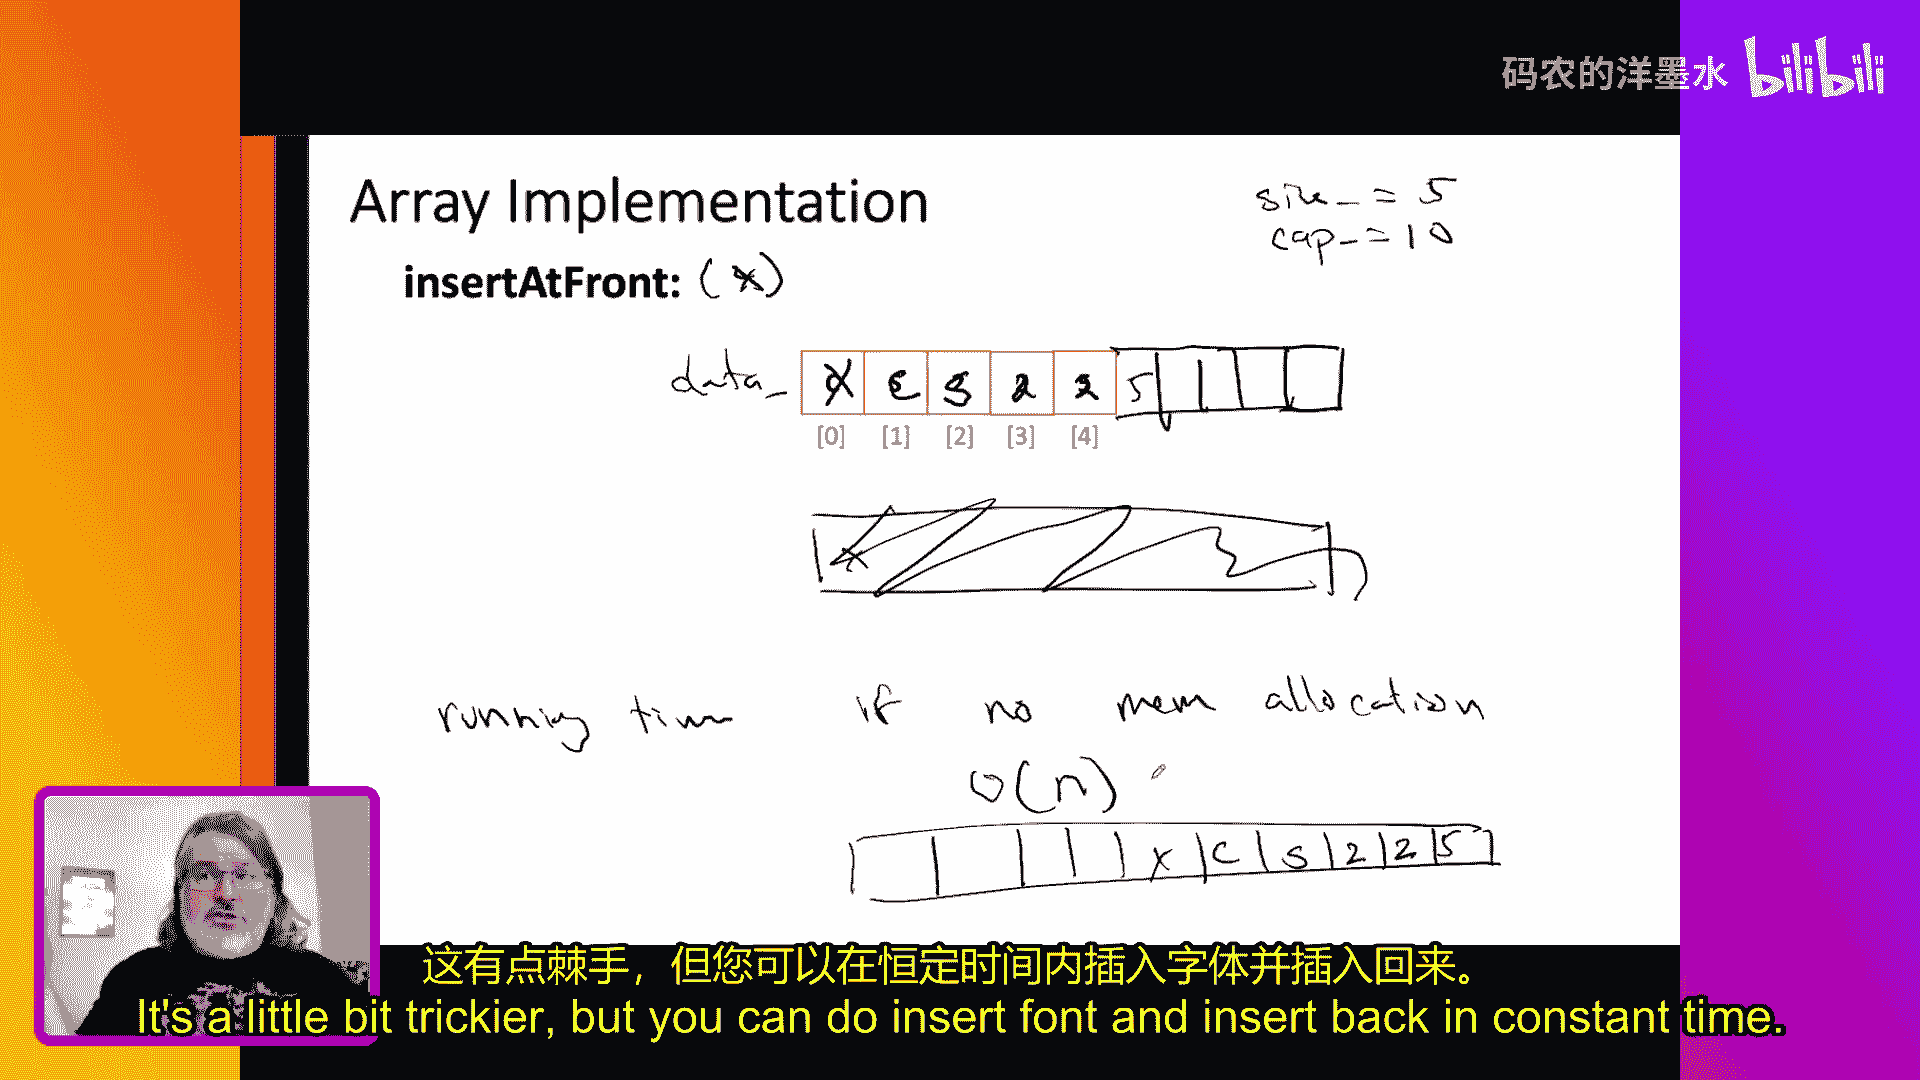 码农的洋墨水 bilibili
Array Implementation
size_ = 5
cap_ = 10
insertAtFront: (x)
data_ X C S 2 2 5
[0] [1] [2] [3] [4]
x
running time if no mem allocation
O(n)
X C S 2 2 5
这有点棘手，但您可以在恒定时间内插入字体并插入回来。
It's a little bit trickier, but you can do insert font and insert back in constant time.